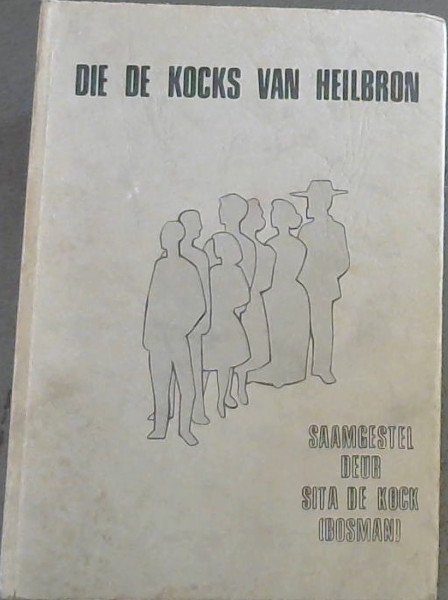 DIE DE KOCKS VAN HEILBRON
SAAMGESTEL
DEUR
SITA DE KOCK
(BOSMAN)